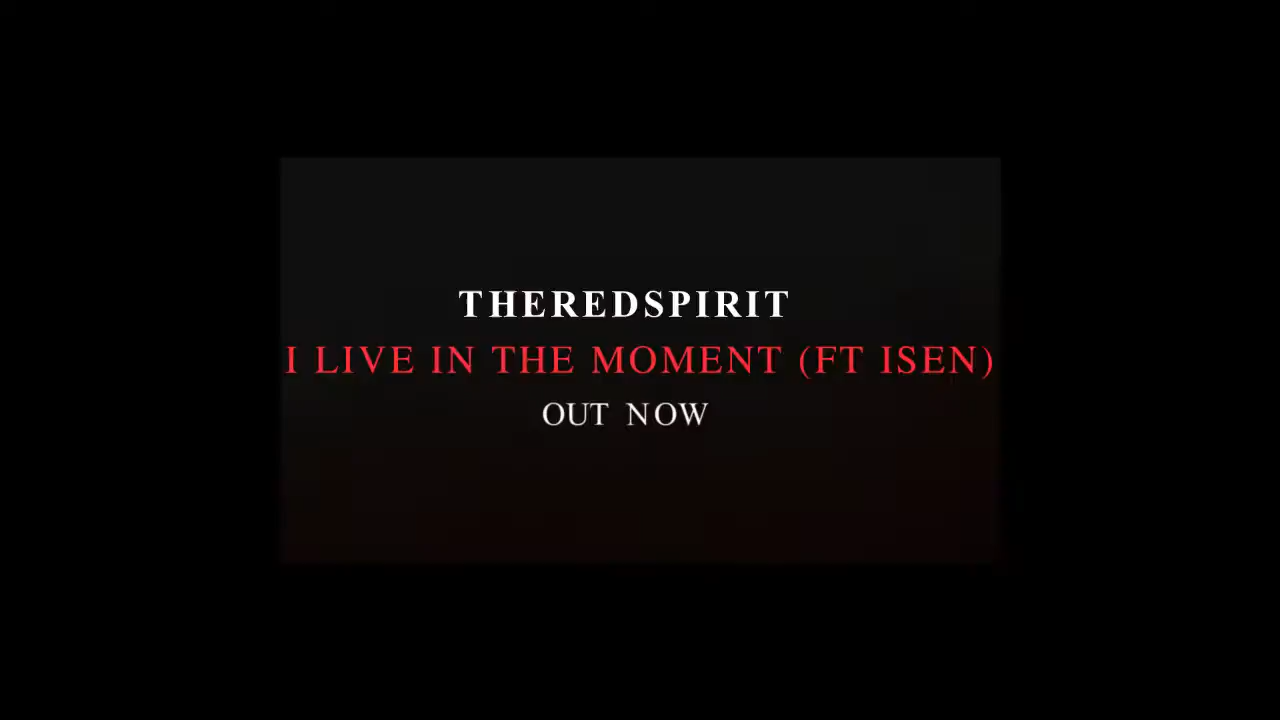 THEREDSPIRIT
I LIVE IN THE MOMENT (FT ISEN)
OUT NOW